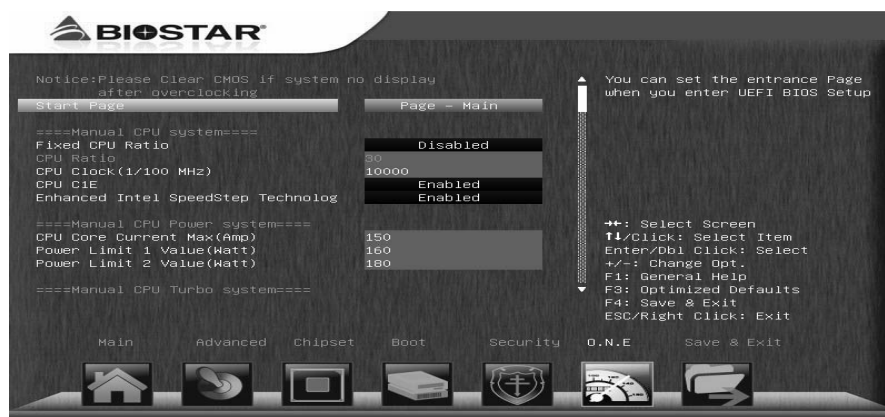 BIOSTAR
Notice:Please Clear CMOS if system no display
after overclocking
Start Page Page - Main
====Manual CPU system====
Fixed CPU Ratio Disabled
CPU Ratio 30
CPU Clock(1/100 MHz) 10000
CPU C1E Enabled
Enhanced Intel SpeedStep Technolog Enabled
====Manual CPU Power system====
CPU Core Current Max(Amp) 150
Power Limit 1 Value(Watt) 160
Power Limit 2 Value(Watt) 180
====Manual CPU Turbo system====
You can set the entrance Page
when you enter UEFI BIOS Setup
→←: Select Screen
↑↓/Click: Select Item
Enter/Dbl Click: Select
+/-: Change Opt.
F1: General Help
F3: Optimized Defaults
F4: Save & Exit
ESC/Right Click: Exit
Main Advanced Chipset Boot Security O.N.E Save & Exit